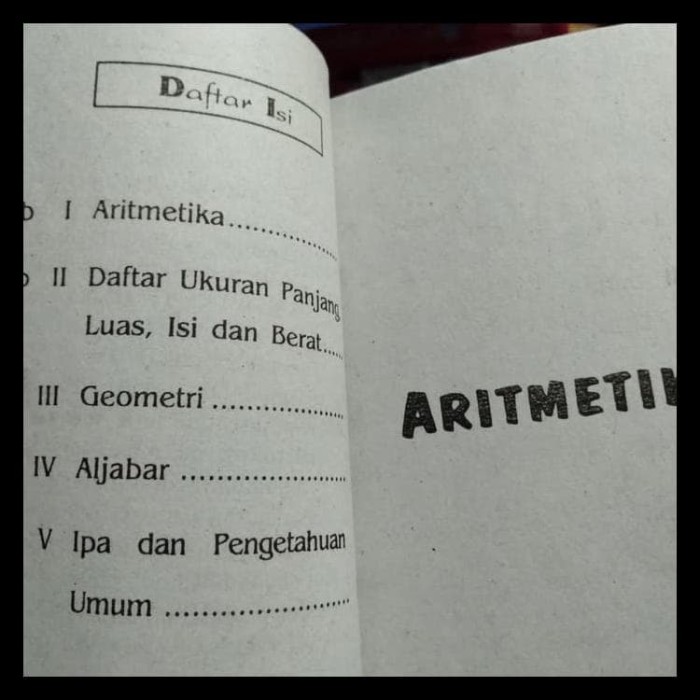 Daftar Isi
I Aritmetika..................
II Daftar Ukuran Panjang
Luas, Isi dan Berat.....
III Geometri ....................
IV Aljabar .........................
V Ipa dan Pengetahuan
Umum ............................